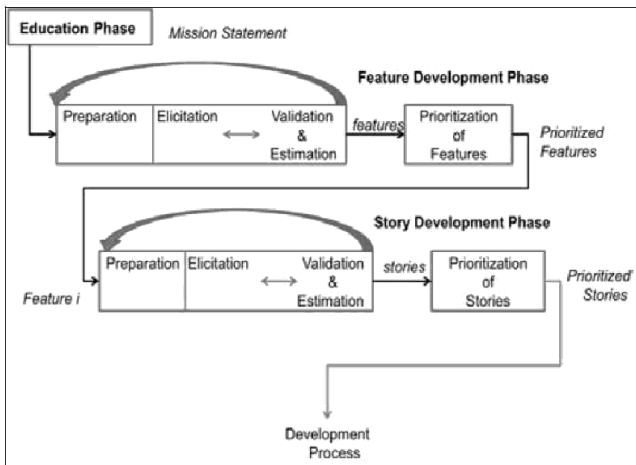 Education Phase
Mission Statement
Feature Development Phase
Preparation
Elicitation
Validation
&
Estimation
features
Prioritization
of
Features
Prioritized
Features
Story Development Phase
Preparation
Elicitation
Validation
&
Estimation
stories
Prioritization
of
Stories
Prioritized
Stories
Feature i
Development
Process